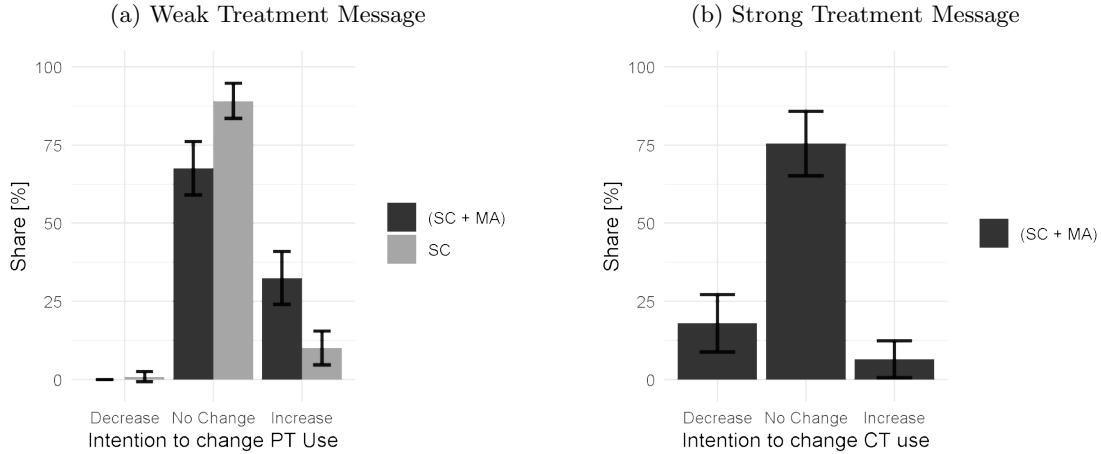 (a) Weak Treatment Message
100
75
50
25
0
Share [%]
Decrease No Change Increase
Intention to change PT Use
(SC + MA)
SC
(b) Strong Treatment Message
100
75
50
25
0
Share [%]
Decrease No Change Increase
Intention to change CT use
(SC + MA)